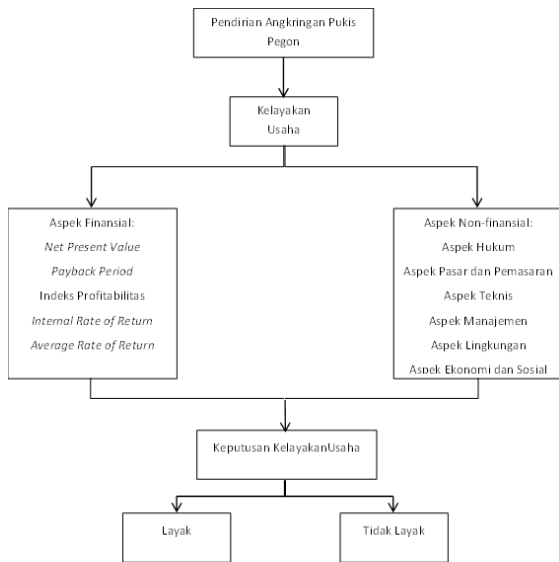 Pendirian Angkringan Pukis
Pegon
Kelayakan
Usaha
Aspek Finansial:
Net Present Value
Payback Period
Indeks Profitabilitas
Internal Rate of Return
Average Rate of Return
Aspek Non-finansial:
Aspek Hukum
Aspek Pasar dan Pemasaran
Aspek Teknis
Aspek Manajemen
Aspek Lingkungan
Aspek Ekonomi dan Sosial
Keputusan KelayakanUsaha
Layak
Tidak Layak